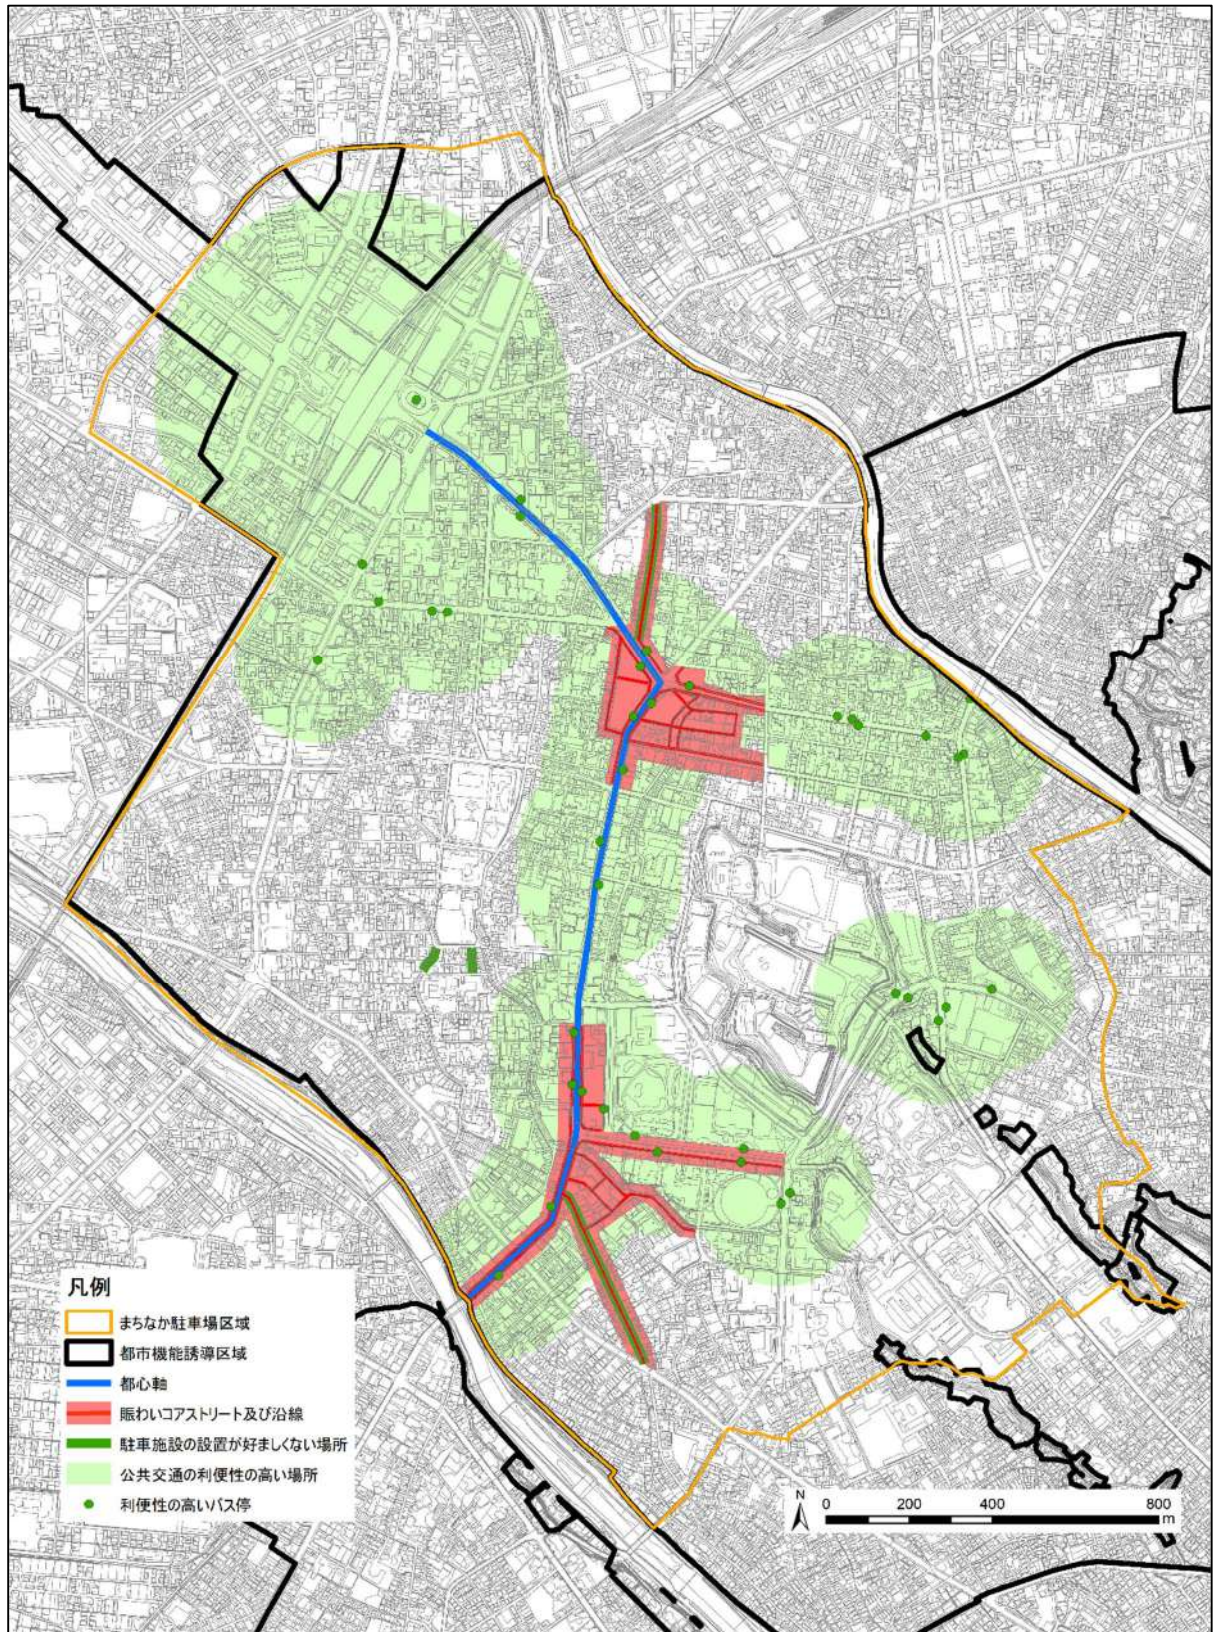 凡例
まちなか駐車場区域
都市機能誘導区域
都心軸
賑わいコアストリート及び沿線
駐車施設の設置が好ましくない場所
公共交通の利便性の高い場所
利便性の高いバス停
N
0 200 400 800
m